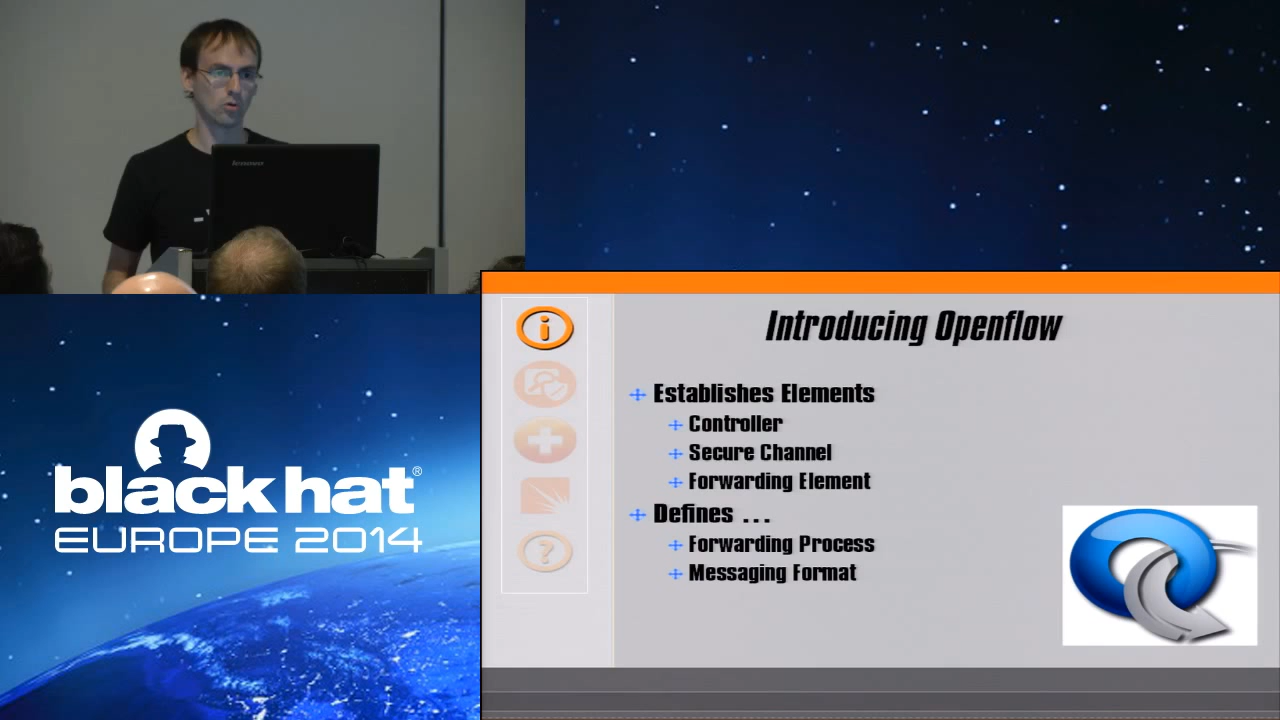 lenovo
Introducing Openflow
Establishes Elements
Controller
Secure Channel
Forwarding Element
Defines ...
Forwarding Process
Messaging Format
black hat®
EUROPE 2014